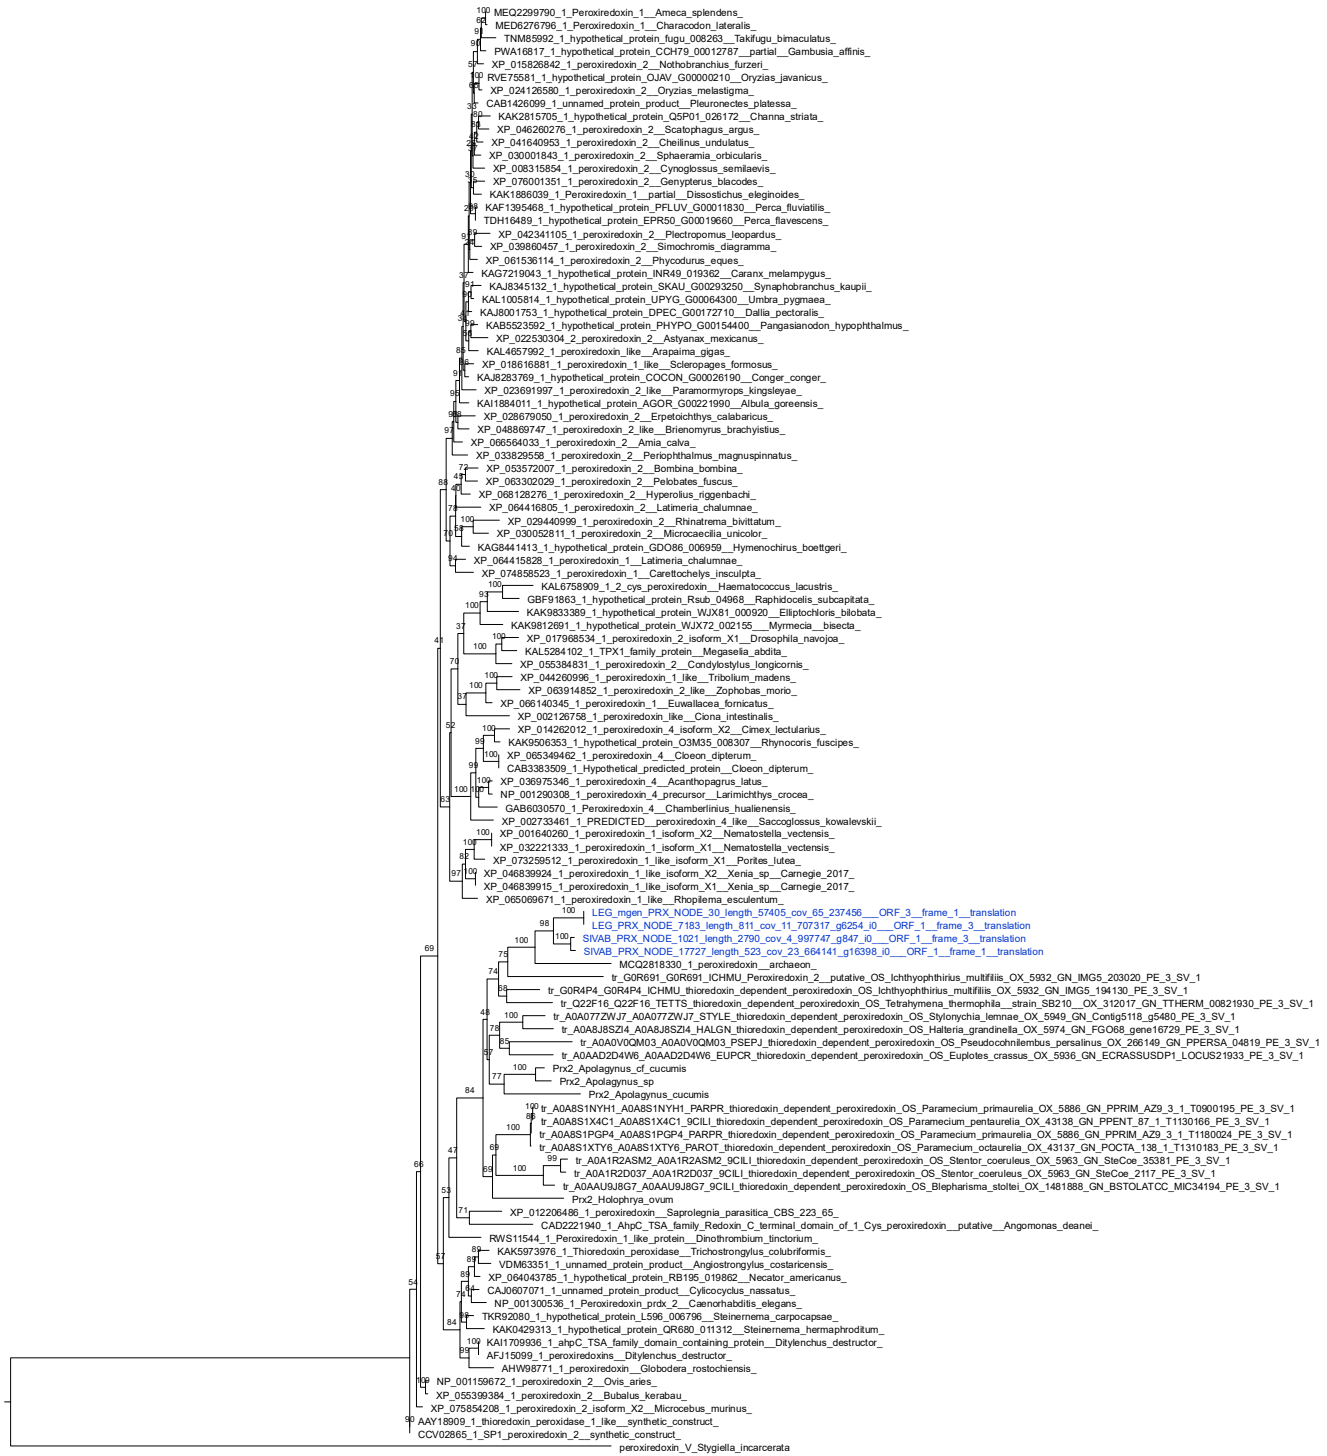 MEQ2299790_1_Peroxiredoxin_1__Ameca_splendens_
MED6276796_1_Peroxiredoxin_1__Characodon_lateralis_
TNM85992_1_hypothetical_protein_fugu_008263__Takifugu_bimaculatus_
PWA16817_1_hypothetical_protein_CCH79_00012787__partial__Gambusia_affinis_
XP_015826842_1_peroxiredoxin_2__Nothobranchius_furzeri_
RVE75581_1_hypothetical_protein_OJAV_G00000210__Oryzias_javanicus_
XP_024126580_1_peroxiredoxin_2__Oryzias_melastigma_
CAB1426099_1_unnamed_protein_product__Pleuronectes_platessa_
KAK2815705_1_hypothetical_protein_Q5P01_026172__Channa_striata_
XP_046260276_1_peroxiredoxin_2__Scatophagus_argus_
XP_041640953_1_peroxiredoxin_2__Cheilinus_undulatus_
XP_030001843_1_peroxiredoxin_2__Sphaeramia_orbicularis_
XP_008315854_1_peroxiredoxin_2__Cynoglossus_semilaevis_
XP_076001351_1_peroxiredoxin_2__Genypterus_blacodes_
KAK1886039_1_Peroxiredoxin_1__partial__Dissostichus_eleginoides_
KAF1395468_1_hypothetical_protein_PFLUV_G00011830__Perca_fluviatilis_
TDH16489_1_hypothetical_protein_EPR50_G00019660__Perca_flavescens_
XP_042341105_1_peroxiredoxin_2__Plectropomus_leopardus_
XP_039860457_1_peroxiredoxin_2__Simochromis_diagramma_
XP_061536114_1_peroxiredoxin_2__Phycodurus_eques_
KAG7219043_1_hypothetical_protein_INR49_019362__Caranx_melampygus_
KAJ8345132_1_hypothetical_protein_SKAU_G00293250__Synaphobranchus_kaupii_
KAL1005814_1_hypothetical_protein_UPYG_G00064300__Umbra_pygmaea_
KAJ8001753_1_hypothetical_protein_DPEC_G00172710__Dallia_pectoralis_
KAB5523592_1_hypothetical_protein_PHYPO_G00154400__Pangasianodon_hypophthalmus_
XP_022530304_2_peroxiredoxin_2__Astyanax_mexicanus_
KAL4657992_1_peroxiredoxin_like__Arapaima_gigas_
XP_018616881_1_peroxiredoxin_1_like__Scleropages_formosus_
KAJ8283769_1_hypothetical_protein_COCON_G00026190__Conger_conger_
XP_023691997_1_peroxiredoxin_2_like__Paramormyrops_kingsleyae_
KAI1884011_1_hypothetical_protein_AGOR_G00221990__Albula_goreensis_
XP_028679050_1_peroxiredoxin_2__Erpetoichthys_calabaricus_
XP_048869747_1_peroxiredoxin_2_like__Brienomyrus_brachyistius_
XP_066564033_1_peroxiredoxin_2__Amia_calva_
XP_033829558_1_peroxiredoxin_2__Periophthalmus_magnuspinnatus_
XP_053572007_1_peroxiredoxin_2__Bombina_bombina_
XP_063302029_1_peroxiredoxin_2__Pelobates_fuscus_
XP_068128276_1_peroxiredoxin_2__Hyperolius_riggenbachi_
XP_064416805_1_peroxiredoxin_2__Latimeria_chalumnae_
XP_029440999_1_peroxiredoxin_2__Rhinatrema_bivittatum_
XP_030052811_1_peroxiredoxin_2__Microcaecilia_unicolor_
KAG8441413_1_hypothetical_protein_GDO86_006959__Hymenochirus_boettgeri_
XP_064415828_1_peroxiredoxin_1__Latimeria_chalumnae_
XP_074858523_1_peroxiredoxin_1__Carettochelys_insculpta_
KAL6758909_1_2_cys_peroxiredoxin__Haematococcus_lacustris_
GBF91863_1_hypothetical_protein_Rsub_04968__Raphidocelis_subcapitata_
KAK9833389_1_hypothetical_protein_WJX81_000920__Elliptochloris_bilobata_
KAK9812691_1_hypothetical_protein_WJX72_002155___Myrmecia__bisecta_
XP_017968534_1_peroxiredoxin_2_isoform_X1__Drosophila_navojoa_
KAL5284102_1_TPX1_family_protein__Megaselia_abdita_
XP_055384831_1_peroxiredoxin_2__Condylostylus_longicornis_
XP_044260996_1_peroxiredoxin_1_like__Tribolium_madens_
XP_063914852_1_peroxiredoxin_2_like__Zophobas_morio_
XP_066140345_1_peroxiredoxin_1__Euwallacea_fornicatus_
XP_002126758_1_peroxiredoxin_like__Ciona_intestinalis_
XP_014262012_1_peroxiredoxin_4_isoform_X2__Cimex_lectularius_
KAK9506353_1_hypothetical_protein_O3M35_008307__Rhynocoris_fuscipes_
XP_065349462_1_peroxiredoxin_4__Cloeon_dipterum_
CAB3383509_1_Hypothetical_predicted_protein__Cloeon_dipterum_
XP_036975346_1_peroxiredoxin_4__Acanthopagrus_latus_
NP_001290308_1_peroxiredoxin_4_precursor__Larimichthys_crocea_
GAB6030570_1_Peroxiredoxin_4__Chamberlinius_hualienensis_
XP_002733461_1_PREDICTED__peroxiredoxin_4_like__Saccoglossus_kowalevskii_
XP_001640260_1_peroxiredoxin_1_isoform_X2__Nematostella_vectensis_
XP_032221333_1_peroxiredoxin_1_isoform_X1__Nematostella_vectensis_
XP_073259512_1_peroxiredoxin_1_like_isoform_X1__Porites_lutea_
XP_046839924_1_peroxiredoxin_1_like_isoform_X2__Xenia_sp__Carnegie_2017_
XP_046839915_1_peroxiredoxin_1_like_isoform_X1__Xenia_sp__Carnegie_2017_
XP_065069671_1_peroxiredoxin_1_like__Rhopilema_esculentum_
LEG_mgen_PRX_NODE_30_length_57405_cov_65_237456___ORF_3__frame_1__translation
LEG_PRX_NODE_7183_length_811_cov_11_707317_g6254_i0___ORF_1__frame_3__translation
SIVAB_PRX_NODE_1021_length_2790_cov_4_997747_g847_i0___ORF_1__frame_3__translation
SIVAB_PRX_NODE_17727_length_523_cov_23_664141_g16398_i0___ORF_1__frame_1__translation
MCQ2818330_1_peroxiredoxin__archaeon_
tr_G0R691_G0R691_ICHMU_Peroxiredoxin_2__putative_OS_Ichthyophthirius_multifiliis_OX_5932_GN_IMG5_203020_PE_3_SV_1
tr_G0R4P4_G0R4P4_ICHMU_thioredoxin_dependent_peroxiredoxin_OS_Ichthyophthirius_multifiliis_OX_5932_GN_IMG5_194130_PE_3_SV_1
tr_Q22F16_Q22F16_TETTS_thioredoxin_dependent_peroxiredoxin_OS_Tetrahymena_thermophila__strain_SB210__OX_312017_GN_TTHERM_00821930_PE_3_SV_1
tr_A0A077ZWJ7_A0A077ZWJ7_STYLE_thioredoxin_dependent_peroxiredoxin_OS_Stylonychia_lemnae_OX_5949_GN_Contig5118_g5480_PE_3_SV_1
tr_A0A8J8SZI4_A0A8J8SZI4_HALGN_thioredoxin_dependent_peroxiredoxin_OS_Halteria_grandinella_OX_5974_GN_FGO68_gene16729_PE_3_SV_1
tr_A0A0V0QM03_A0A0V0QM03_PSEPJ_thioredoxin_dependent_peroxiredoxin_OS_Pseudocohnilembus_persalinus_OX_266149_GN_PPERSA_04819_PE_3_SV_1
tr_A0AAD2D4W6_A0AAD2D4W6_EUPCR_thioredoxin_dependent_peroxiredoxin_OS_Euplotes_crassus_OX_5936_GN_ECRASSUSDP1_LOCUS21933_PE_3_SV_1
Prx2_Apolagynus_cf_cucumis
Prx2_Apolagynus_sp
Prx2_Apolagynus_cucumis
tr_A0A8S1NYH1_A0A8S1NYH1_PARPR_thioredoxin_dependent_peroxiredoxin_OS_Paramecium_primaurelia_OX_5886_GN_PPRIM_AZ9_3_1_T0900195_PE_3_SV_1
tr_A0A8S1X4C1_A0A8S1X4C1_9CILI_thioredoxin_dependent_peroxiredoxin_OS_Paramecium_pentaurelia_OX_43138_GN_PPENT_87_1_T1130166_PE_3_SV_1
tr_A0A8S1PGP4_A0A8S1PGP4_PARPR_thioredoxin_dependent_peroxiredoxin_OS_Paramecium_primaurelia_OX_5886_GN_PPRIM_AZ9_3_1_T1180024_PE_3_SV_1
tr_A0A8S1XTY6_A0A8S1XTY6_PAROT_thioredoxin_dependent_peroxiredoxin_OS_Paramecium_octaurelia_OX_43137_GN_POCTA_138_1_T1310183_PE_3_SV_1
tr_A0A1R2ASM2_A0A1R2ASM2_9CILI_thioredoxin_dependent_peroxiredoxin_OS_Stentor_coeruleus_OX_5963_GN_SteCoe_35381_PE_3_SV_1
tr_A0A1R2D037_A0A1R2D037_9CILI_thioredoxin_dependent_peroxiredoxin_OS_Stentor_coeruleus_OX_5963_GN_SteCoe_2117_PE_3_SV_1
tr_A0AAU9J8G7_A0AAU9J8G7_9CILI_thioredoxin_dependent_peroxiredoxin_OS_Blepharisma_stoltei_OX_1481888_GN_BSTOLATCC_MIC34194_PE_3_SV_1
Prx2_Holophrya_ovum
XP_012206486_1_peroxiredoxin__Saprolegnia_parasitica_CBS_223_65_
CAD2221940_1_AhpC_TSA_family_Redoxin_C_terminal_domain_of_1_Cys_peroxiredoxin__putative__Angomonas_deanei_
RWS11544_1_Peroxiredoxin_1_like_protein__Dinothrombium_tinctorium_
KAK5973976_1_Thioredoxin_peroxidase__Trichostrongylus_colubriformis_
VDM63351_1_unnamed_protein_product__Angiostrongylus_costaricensis_
XP_064043785_1_hypothetical_protein_RB195_019862__Necator_americanus_
CAJ0607071_1_unnamed_protein_product__Cylicocyclus_nassatus_
NP_001300536_1_Peroxiredoxin_prdx_2__Caenorhabditis_elegans_
TKR92080_1_hypothetical_protein_L596_006796__Steinernema_carpocapsae_
KAK0429313_1_hypothetical_protein_QR680_011312__Steinernema_hermaphroditum_
KAI1709936_1_ahpC_TSA_family_domain_containing_protein__Ditylenchus_destructor_
AFJ15099_1_peroxiredoxins__Ditylenchus_destructor_
AHW98771_1_peroxiredoxin__Globodera_rostochiensis_
NP_001159672_1_peroxiredoxin_2__Ovis_aries_
XP_055399384_1_peroxiredoxin_2__Bubalus_kerabau_
XP_075854208_1_peroxiredoxin_2_isoform_X2__Microcebus_murinus_
AAY18909_1_thioredoxin_peroxidase_1_like__synthetic_construct_
CCV02865_1_SP1_peroxiredoxin_2__synthetic_construct_
peroxiredoxin_V_Stygiella_incarcerata